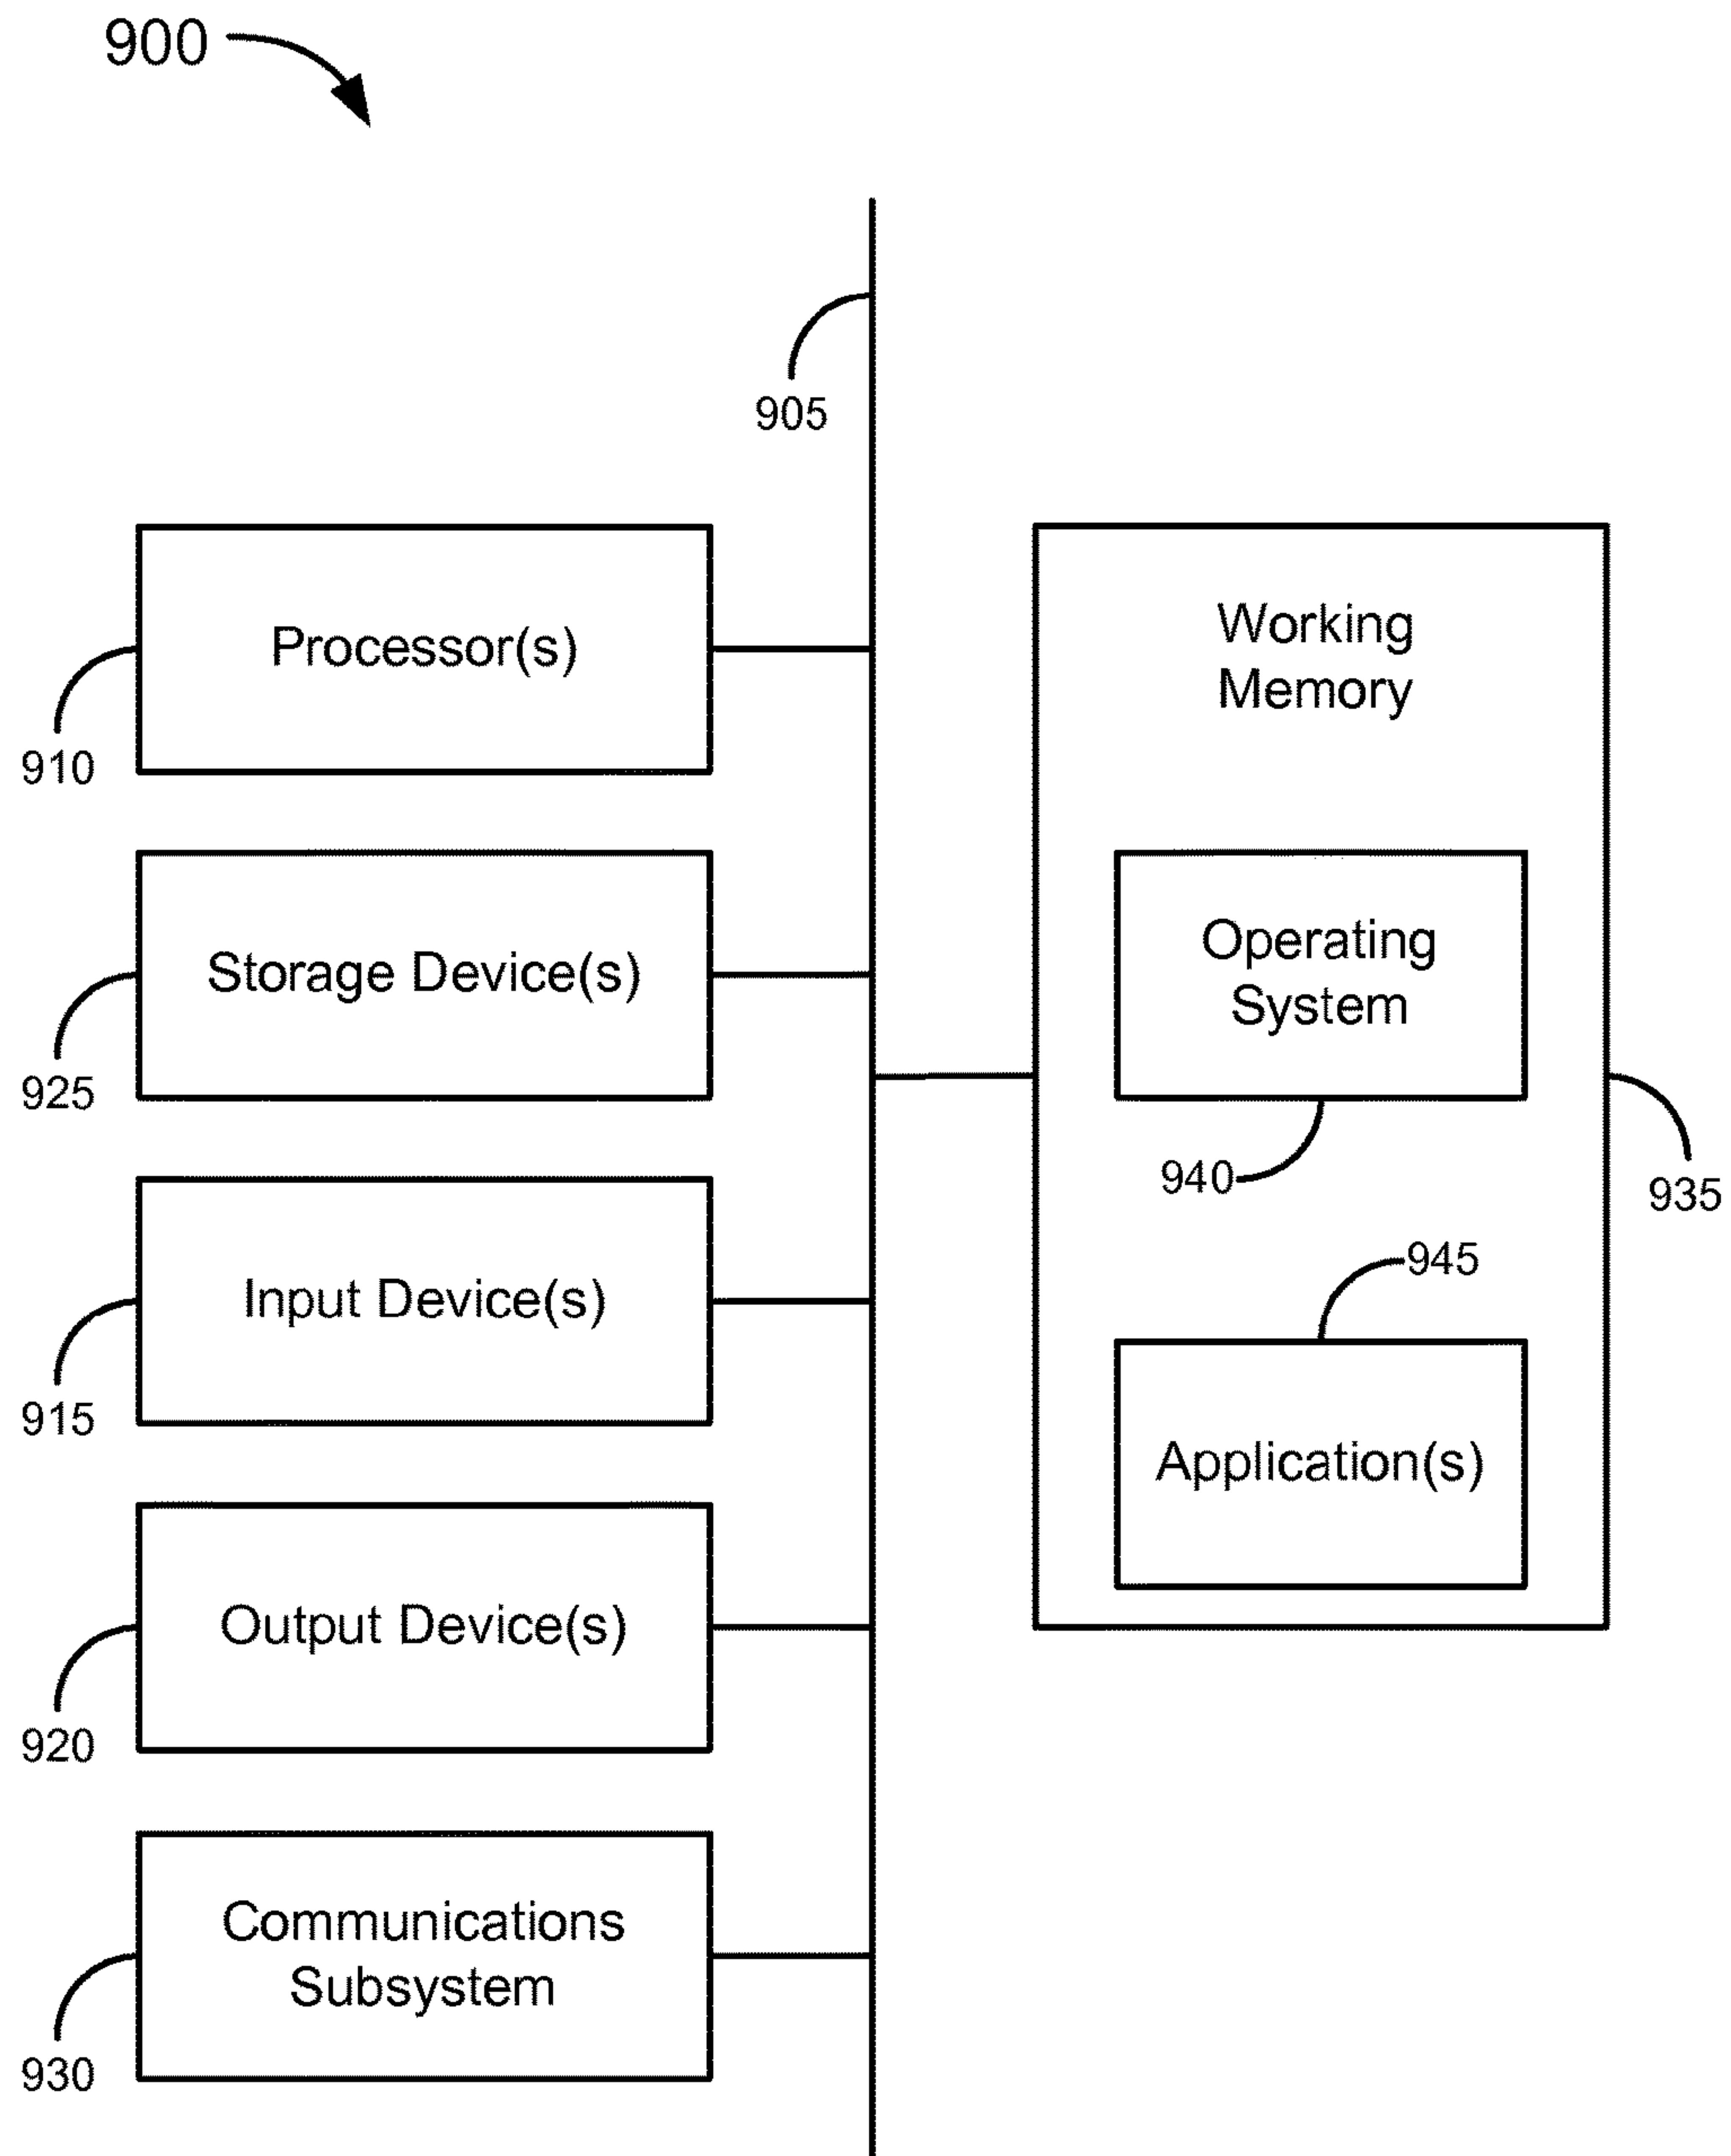 900
905
Processor(s)
910
Storage Device(s)
925
Input Device(s)
915
Output Device(s)
920
Communications
Subsystem
930
Working
Memory
Operating
System
940
935
945
Application(s)